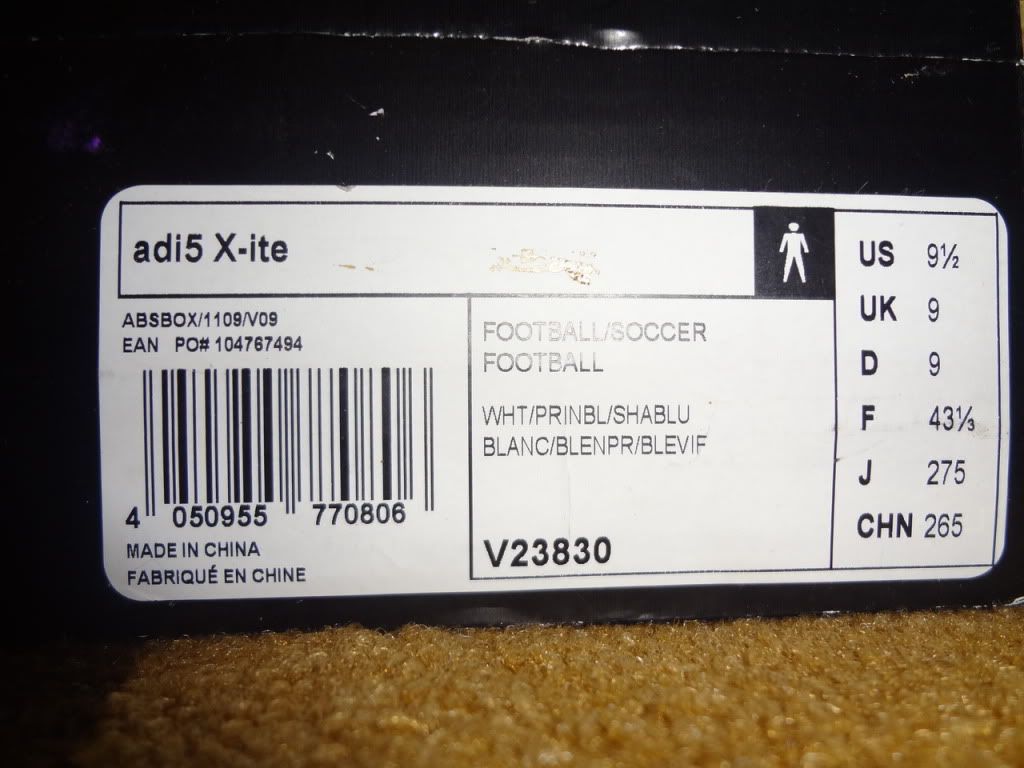 adi5 X-ite
ABSBOX/1109/V09
EAN PO# 104767494
4 050955 770806
MADE IN CHINA
FABRIQUÉ EN CHINE
FOOTBALL/SOCCER
FOOTBALL
WHT/PRINBL/SHABLU
BLANC/BLENPR/BLEVIF
V23830
US 9½
UK 9
D 9
F 43⅓
J 275
CHN 265